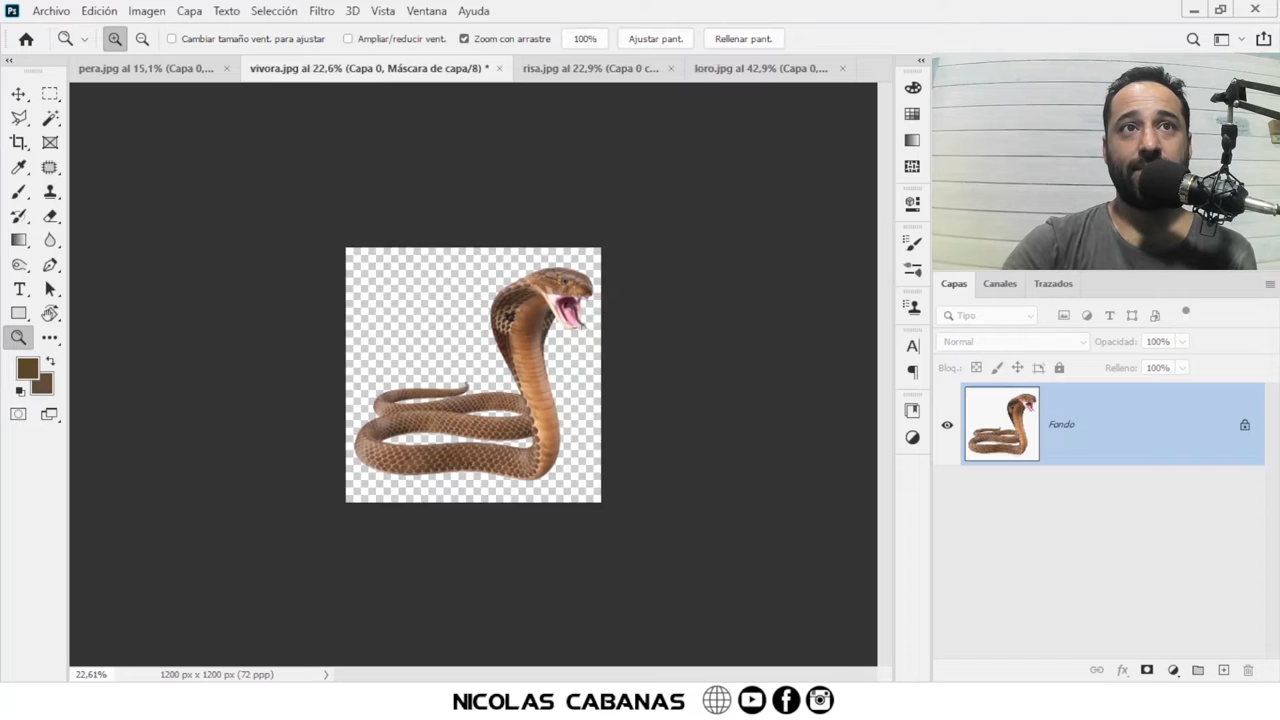 Ps Archivo Edición Imagen Capa Texto Selección Filtro 3D Vista Ventana Ayuda
Cambiar tamaño vent. para ajustar Ampliar/reducir vent. Zoom con arrastre 100% Ajustar pant. Rellenar pant.
pera.jpg al 15,1% (Capa 0,... × vivora.jpg al 22,6% (Capa 0, Máscara de capa/8) * × risa.jpg al 22,9% (Capa 0 c... × loro.jpg al 42,9% (Capa 0,... ×
Capas Canales Trazados
Tipo
Normal Opacidad: 100%
Bloq.: Relleno: 100%
Fondo
22,61% 1200 px x 1200 px (72 ppp)
NICOLAS CABANAS